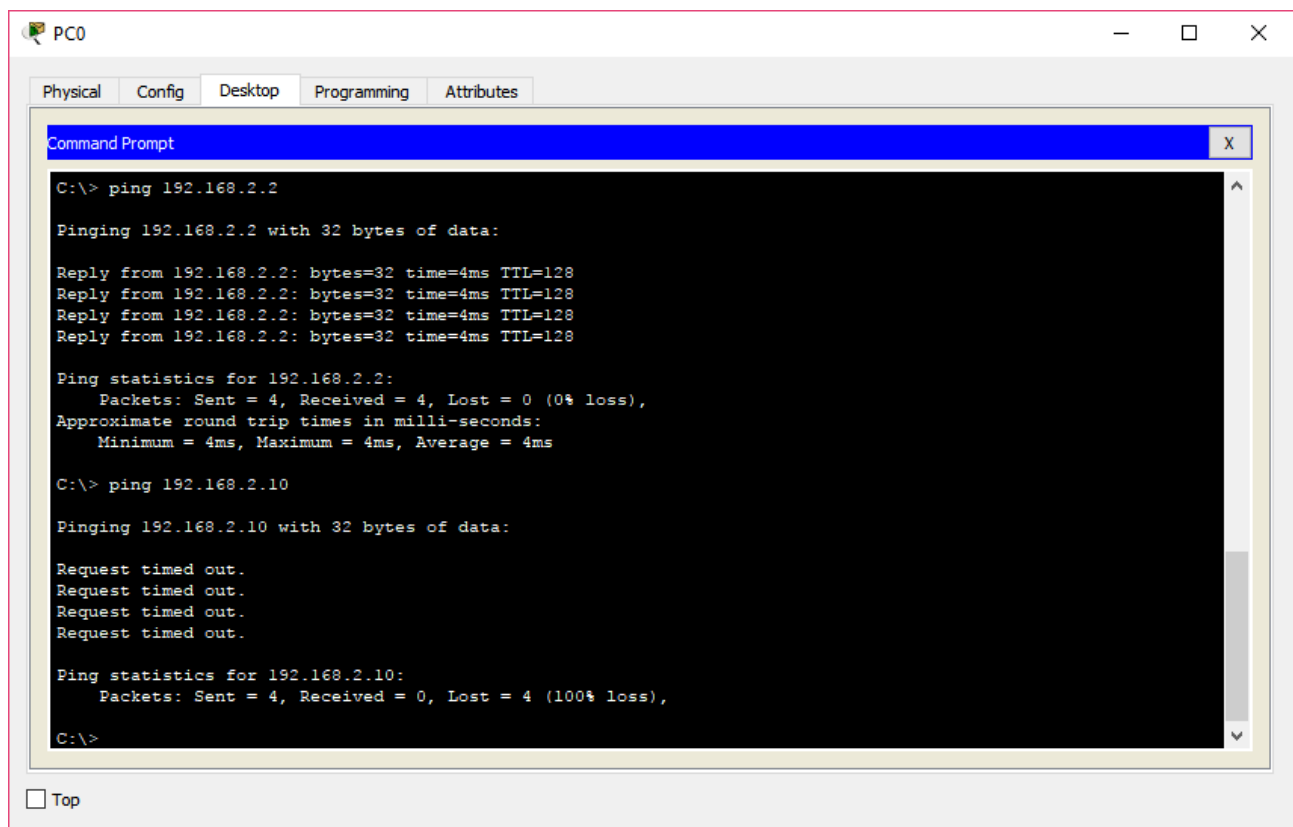 PC0
Physical Config Desktop Programming Attributes
Command Prompt X
C:\> ping 192.168.2.2
Pinging 192.168.2.2 with 32 bytes of data:
Reply from 192.168.2.2: bytes=32 time=4ms TTL=128
Reply from 192.168.2.2: bytes=32 time=4ms TTL=128
Reply from 192.168.2.2: bytes=32 time=4ms TTL=128
Reply from 192.168.2.2: bytes=32 time=4ms TTL=128
Ping statistics for 192.168.2.2:
    Packets: Sent = 4, Received = 4, Lost = 0 (0% loss),
Approximate round trip times in milli-seconds:
    Minimum = 4ms, Maximum = 4ms, Average = 4ms
C:\> ping 192.168.2.10
Pinging 192.168.2.10 with 32 bytes of data:
Request timed out.
Request timed out.
Request timed out.
Request timed out.
Ping statistics for 192.168.2.10:
    Packets: Sent = 4, Received = 0, Lost = 4 (100% loss),
C:\>
Top